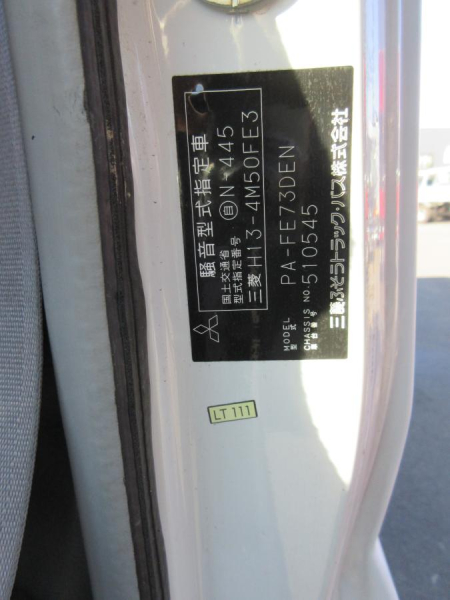 騒音型式指定車
国土交通省
型式指定番号 自N-445
三菱 H13-4M50FE3
MODEL
型式 PA-FE73DEN
CHASSIS NO.
車台番号 510545
三菱ふそうトラック・バス株式会社
LT 111